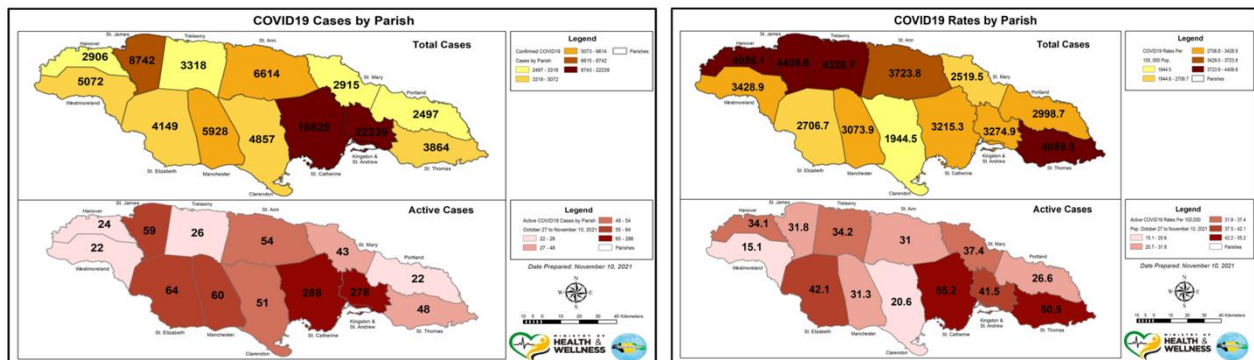 COVID19 Cases by Parish
Total Cases
Legend
Confirmed COVID19
Cases by Parish
2497 - 3318
3319 - 5072
5073 - 6614
6615 - 8742
8743 - 22239
Parishes
Hanover
St. James
Trelawny
St. Ann
St. Mary
Portland
Westmoreland
St. Elizabeth
Manchester
Clarendon
St. Catherine
Kingston &
St. Andrew
St. Thomas
2906
8742
3318
6614
2915
2497
5072
4149
5928
4857
16825
22239
3864
Active Cases
Legend
Active COVID19 Cases by Parish
October 27 to November 10, 2021
22 - 26
27 - 48
49 - 54
55 - 64
65 - 288
Parishes
Hanover
St. James
Trelawny
St. Ann
St. Mary
Portland
Westmoreland
St. Elizabeth
Manchester
Clarendon
St. Catherine
Kingston &
St. Andrew
St. Thomas
24
59
26
54
43
22
22
64
60
51
288
278
48
Date Prepared: November 10, 2021
40 Kilometers
MINISTRY OF
HEALTH &
WELLNESS
COVID19 Rates by Parish
Total Cases
Legend
COVID19 Rates Per
100,000 Pop.
1944.5
1944.6 - 2706.7
2706.8 - 3428.9
3429.0 - 3723.8
3723.9 - 4409.6
Parishes
Hanover
St. James
Trelawny
St. Ann
St. Mary
Portland
Westmoreland
St. Elizabeth
Manchester
Clarendon
St. Catherine
Kingston &
St. Andrew
St. Thomas
4086.1
4409.6
4328.7
3723.8
2519.5
2998.7
3428.9
2706.7
3073.9
1944.5
3215.3
3274.9
4059.3
Active Cases
Legend
Active COVID19 Rates Per 100,000
Pop. October 27 to November 10, 2021
15.1 - 20.6
20.7 - 31.8
31.9 - 37.4
37.5 - 42.1
42.2 - 55.2
Parishes
Hanover
St. James
Trelawny
St. Ann
St. Mary
Portland
Westmoreland
St. Elizabeth
Manchester
Clarendon
St. Catherine
Kingston &
St. Andrew
St. Thomas
34.1
31.8
34.2
31
37.4
26.6
15.1
42.1
31.3
20.6
55.2
41.5
50.5
Date Prepared: November 10, 2021
40 Kilometers
MINISTRY OF
HEALTH &
WELLNESS